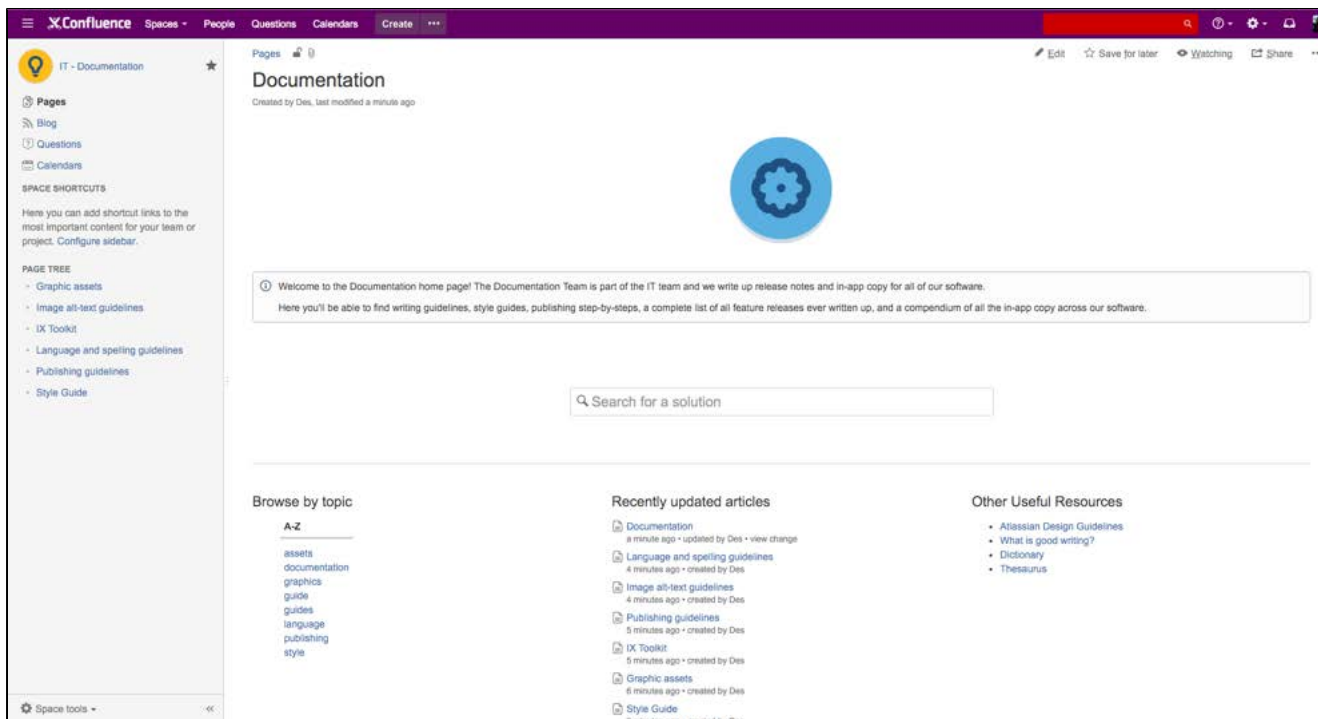 Confluence Spaces People Questions Calendars Create
IT - Documentation
Pages
Blog
Questions
Calendars
SPACE SHORTCUTS
Here you can add shortcut links to the
most important content for your team or
project. Configure sidebar.
PAGE TREE
Graphic assets
Image alt-text guidelines
IX Toolkit
Language and spelling guidelines
Publishing guidelines
Style Guide
Space tools
Pages
Edit Save for later Watching Share
Documentation
Created by Des, last modified a minute ago
Welcome to the Documentation home page! The Documentation Team is part of the IT team and we write up release notes and in-app copy for all of our software.
Here you'll be able to find writing guidelines, style guides, publishing step-by-steps, a complete list of all feature releases ever written up, and a compendium of all the in-app copy across our software.
Search for a solution
Browse by topic
A-Z
assets
documentation
graphics
guide
guides
language
publishing
style
Recently updated articles
Documentation
a minute ago • updated by Des • view change
Language and spelling guidelines
4 minutes ago • created by Des
Image alt-text guidelines
4 minutes ago • created by Des
Publishing guidelines
5 minutes ago • created by Des
IX Toolkit
5 minutes ago • created by Des
Graphic assets
6 minutes ago • created by Des
Style Guide
Other Useful Resources
Atlassian Design Guidelines
What is good writing?
Dictionary
Thesaurus